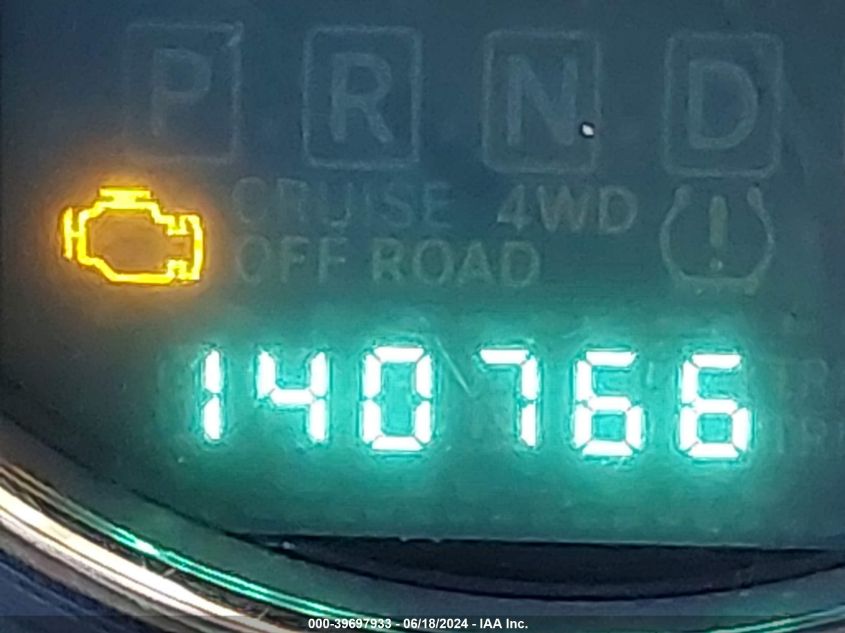 P R N D
CRUISE 4WD
OFF ROAD
140766
000-39697933 - 06/18/2024 - IAA Inc.